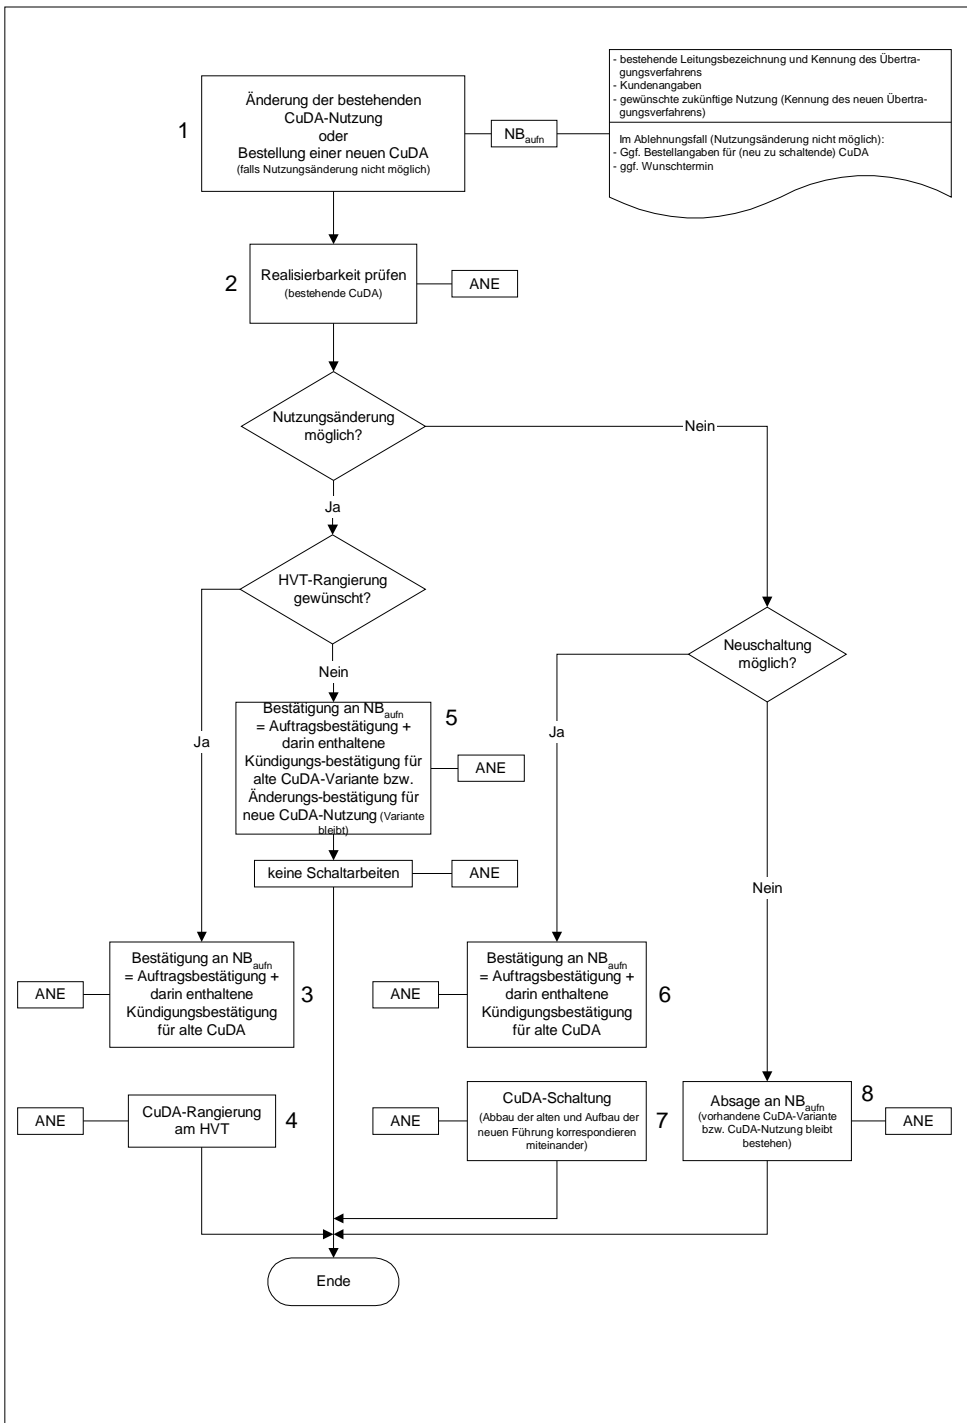 - bestehende Leitungsbezeichnung und Kennung des Übertra-
gungsverfahrens
- Kundenangaben
- gewünschte zukünftige Nutzung (Kennung des neuen Übertra-
gungsverfahrens)
Im Ablehnungsfall (Nutzungsänderung nicht möglich):
- Ggf. Bestellangaben für (neu zu schaltende) CuDA
- ggf. Wunschtermin
1
Änderung der bestehenden
CuDA-Nutzung
oder
Bestellung einer neuen CuDA
(falls Nutzungsänderung nicht möglich)
NBaufn
2
Realisierbarkeit prüfen
(bestehende CuDA)
ANE
Nutzungsänderung
möglich?
Nein
Ja
HVT-Rangierung
gewünscht?
Neuschaltung
möglich?
Nein
Ja
Bestätigung an NBaufn
= Auftragsbestätigung +
darin enthaltene
Kündigungs-bestätigung für
alte CuDA-Variante bzw.
Änderungs-bestätigung für
neue CuDA-Nutzung (Variante
bleibt)
5
ANE
Ja
keine Schaltarbeiten
ANE
Nein
ANE
Bestätigung an NBaufn
= Auftragsbestätigung +
darin enthaltene
Kündigungsbestätigung
für alte CuDA
3
ANE
Bestätigung an NBaufn
= Auftragsbestätigung +
darin enthaltene
Kündigungsbestätigung
für alte CuDA
6
ANE
CuDA-Rangierung
am HVT
4
ANE
CuDA-Schaltung
(Abbau der alten und Aufbau der
neuen Führung korrespondieren
miteinander)
7
Absage an NBaufn
(vorhandene CuDA-Variante
bzw. CuDA-Nutzung bleibt
bestehen)
8
ANE
Ende